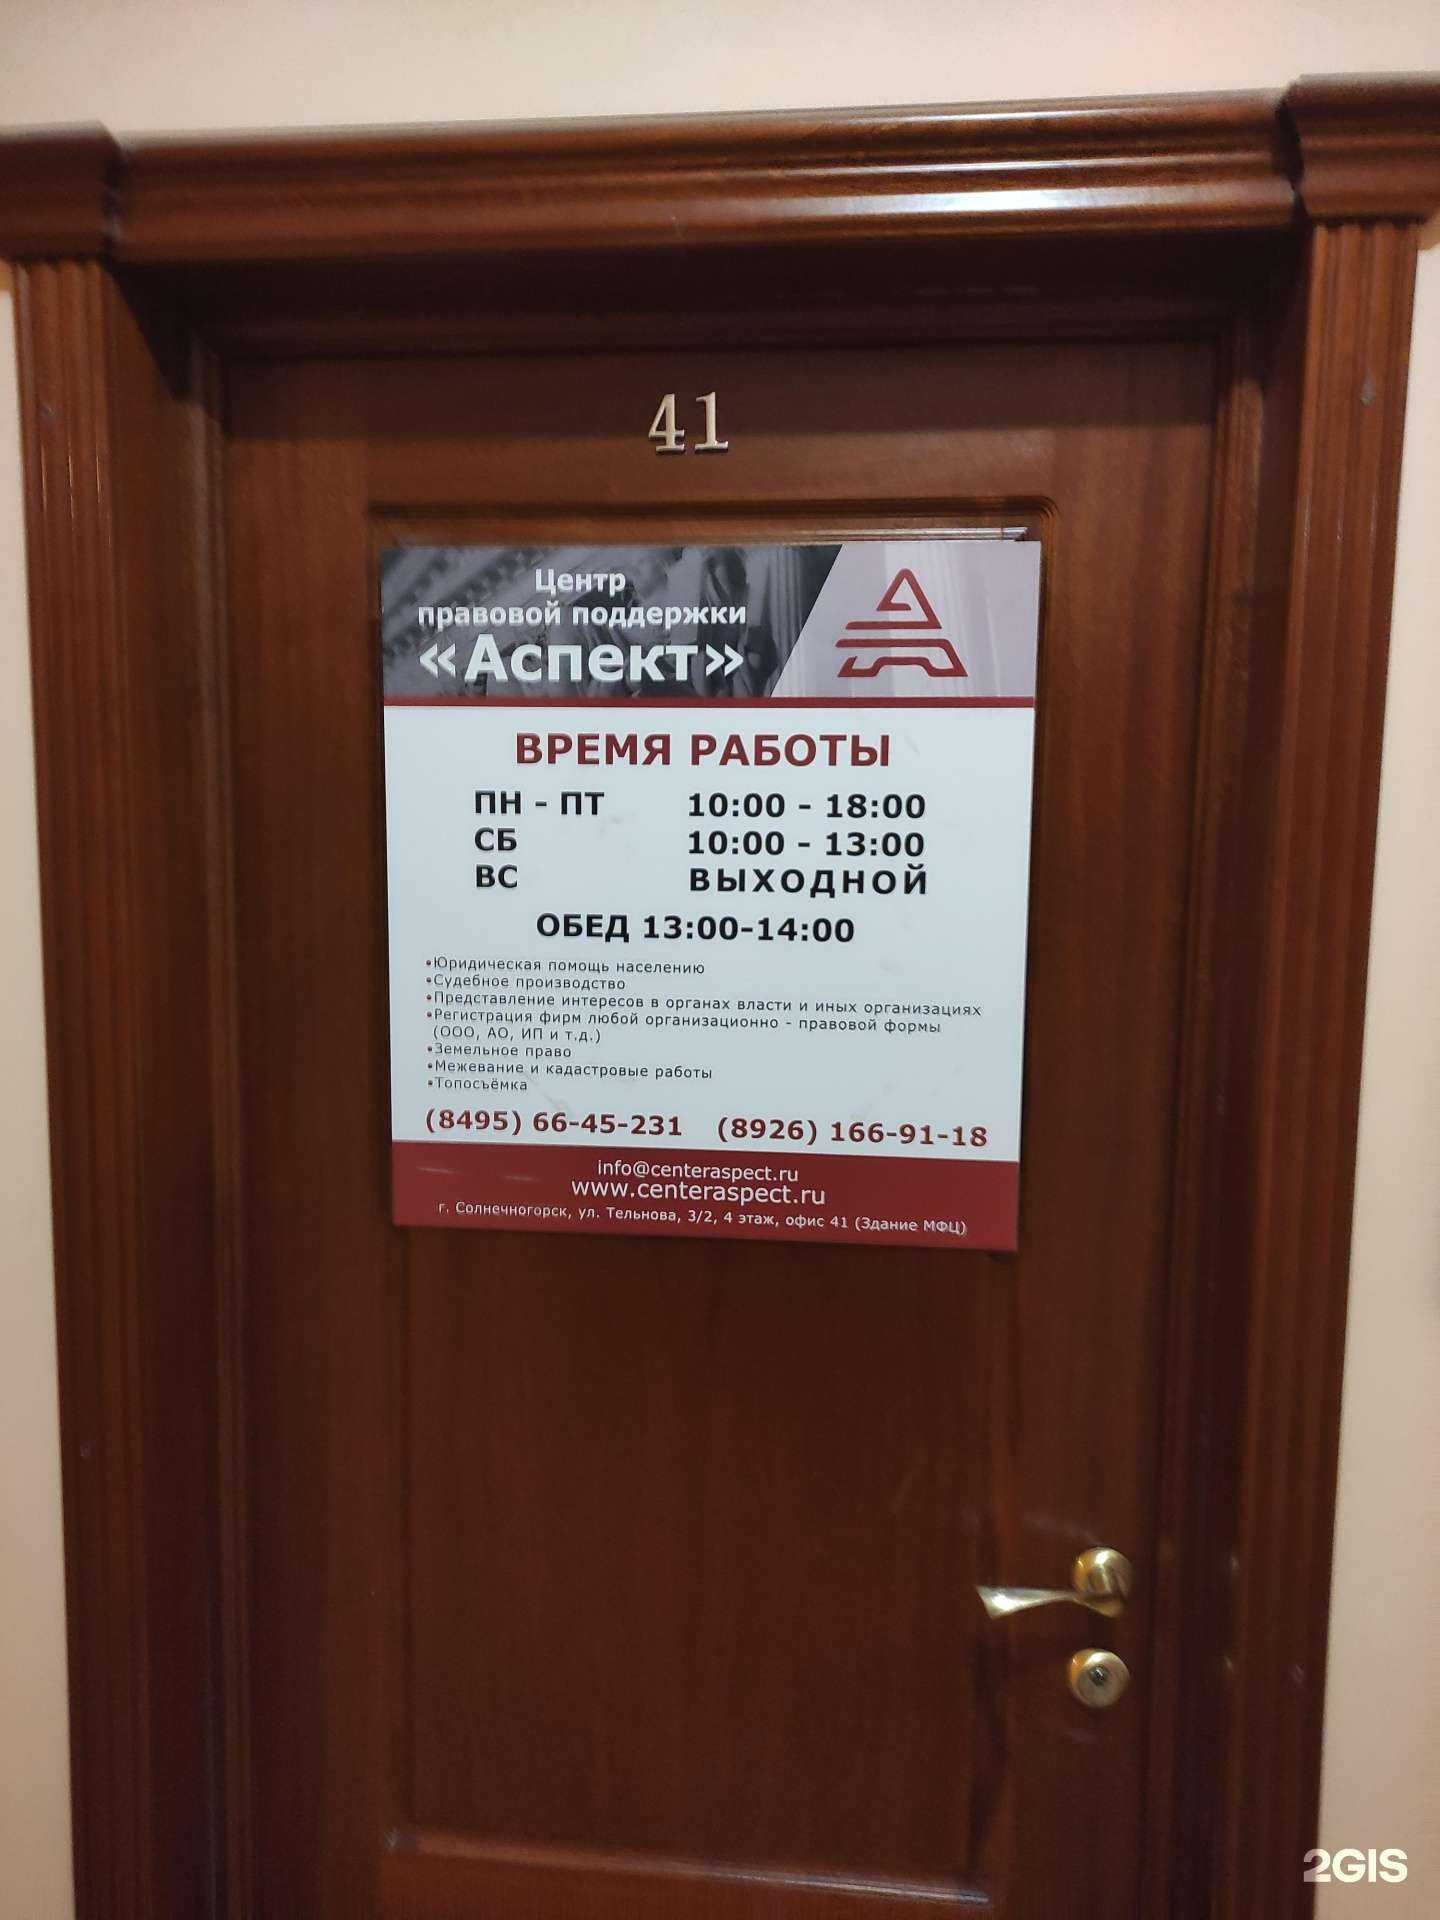 41
Центр
правовой поддержки
«Аспект»
ВРЕМЯ РАБОТЫ
ПН - ПТ 10:00 - 18:00
СБ 10:00 - 13:00
ВС ВЫХОДНОЙ
ОБЕД 13:00-14:00
•Юридическая помощь населению
•Судебное производство
•Представление интересов в органах власти и иных организациях
•Регистрация фирм любой организационно - правовой формы
(ООО, АО, ИП и т.д.)
•Земельное право
•Межевание и кадастровые работы
•Топосъёмка
(8495) 66-45-231 (8926) 166-91-18
info@centeraspect.ru
www.centeraspect.ru
г. Солнечногорск, ул. Тельнова, 3/2, 4 этаж, офис 41 (Здание МФЦ)
2GIS